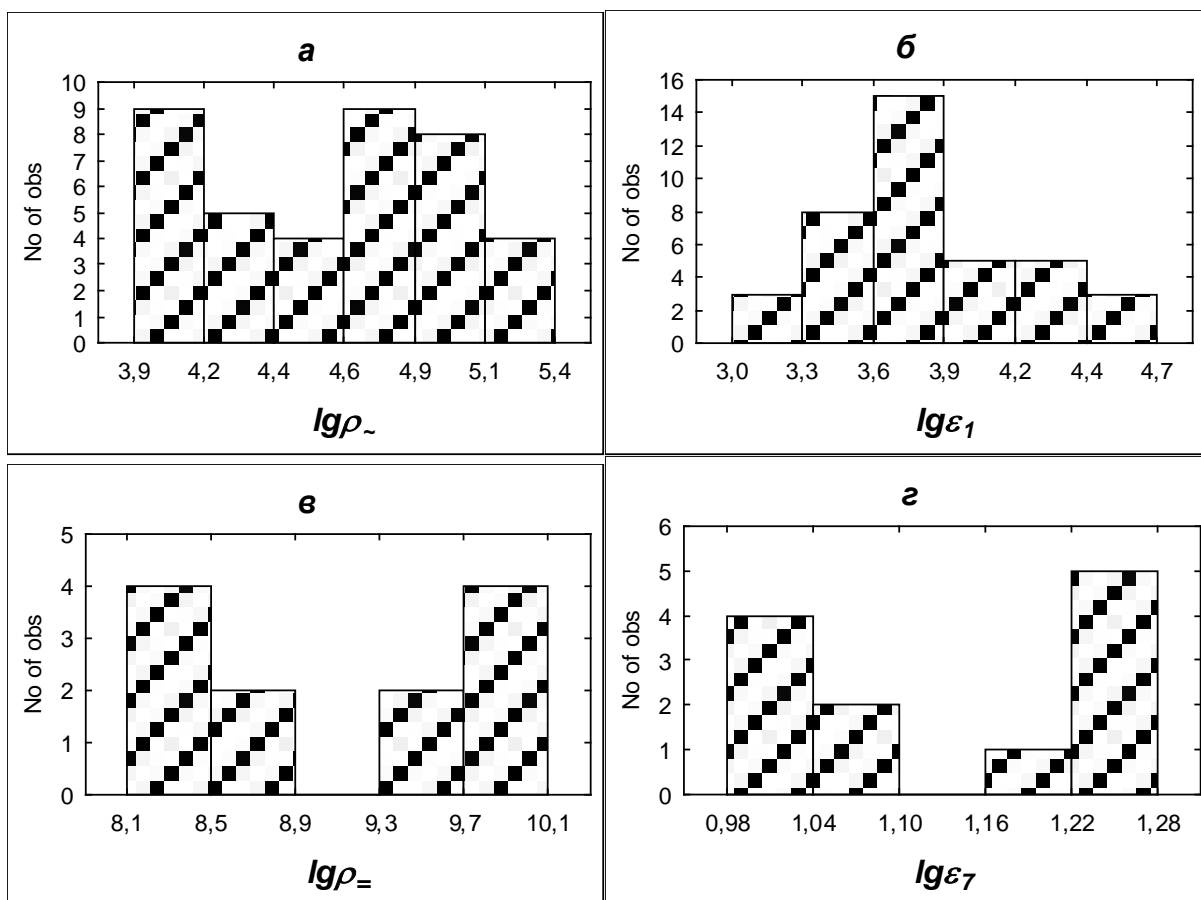 а
No of obs
10
9
8
7
6
5
4
3
2
1
0
3,9 4,2 4,4 4,6 4,9 5,1 5,4
lgρ~
б
No of obs
16
14
12
10
8
6
4
2
0
3,0 3,3 3,6 3,9 4,2 4,4 4,7
lgε1
в
No of obs
5
4
3
2
1
0
8,1 8,5 8,9 9,3 9,7 10,1
lgρ=
г
No of obs
6
5
4
3
2
1
0
0,98 1,04 1,10 1,16 1,22 1,28
lgε7